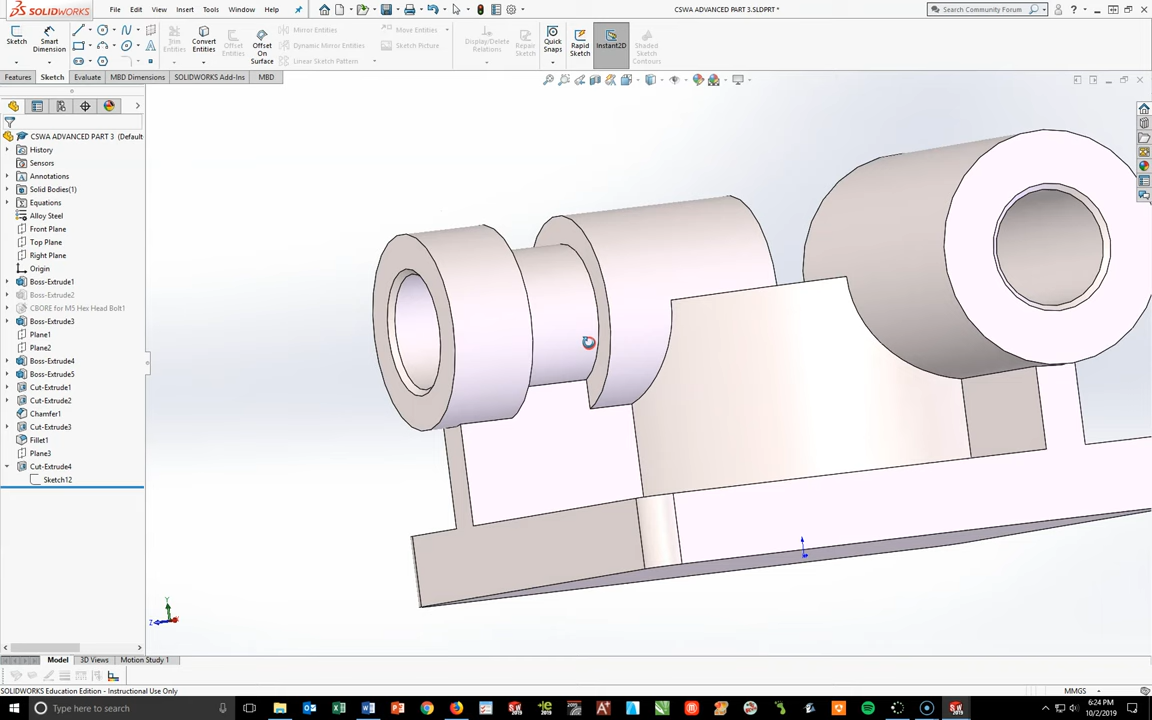 SOLIDWORKS File Edit View Insert Tools Window Help CSWA ADVANCED PART 3.SLDPRT * Search Community Forum ?
Sketch Smart Dimension Trim Entities Convert Entities Offset Entities Offset On Surface Mirror Entities Dynamic Mirror Entities Linear Sketch Pattern Move Entities Sketch Picture Display/Delete Relations Repair Sketch Quick Snaps Rapid Sketch Instant2D Shaded Sketch Contours
Features Sketch Evaluate MBD Dimensions SOLIDWORKS Add-Ins MBD
CSWA ADVANCED PART 3 (Default
History
Sensors
Annotations
Solid Bodies(1)
Equations
Alloy Steel
Front Plane
Top Plane
Right Plane
Origin
Boss-Extrude1
Boss-Extrude2
CBORE for M5 Hex Head Bolt1
Boss-Extrude3
Plane1
Plane2
Boss-Extrude4
Boss-Extrude5
Cut-Extrude1
Cut-Extrude2
Chamfer1
Cut-Extrude3
Fillet1
Plane3
Cut-Extrude4
Sketch12
Y
Z
Model 3D Views Motion Study 1
SOLIDWORKS Education Edition - Instructional Use Only MMGS
Type here to search
6:24 PM
10/2/2019